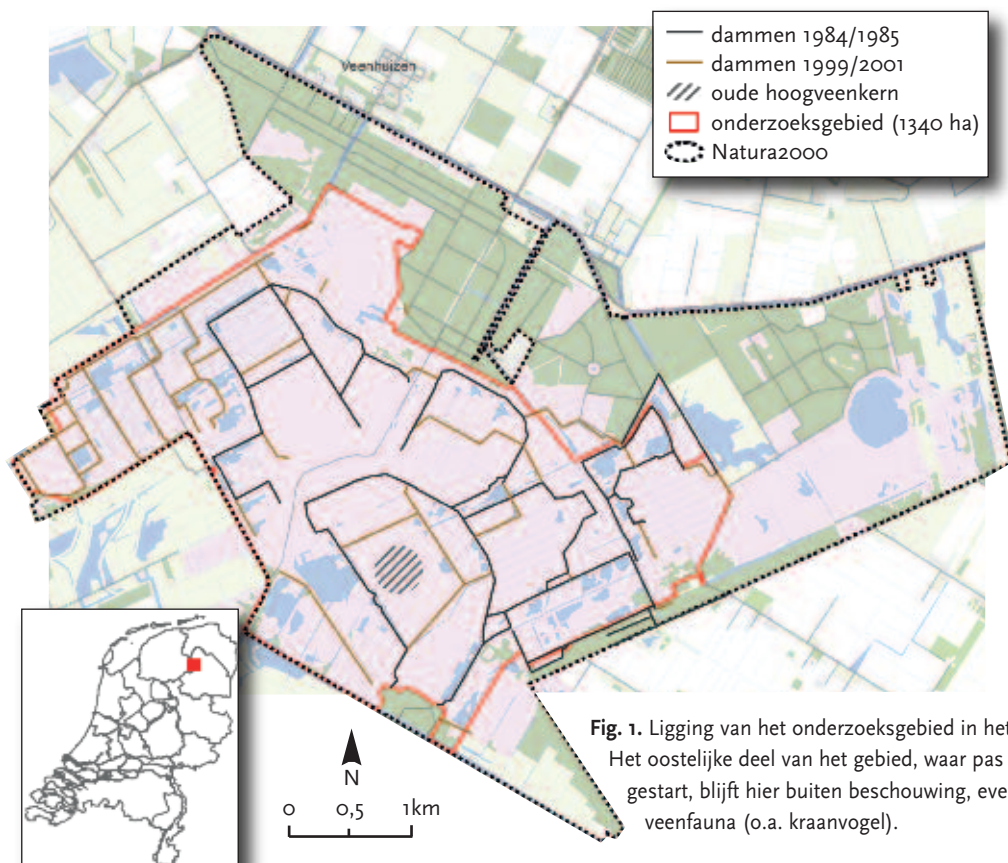 dammen 1984/1985
dammen 1999/2001
oude hoogveenkern
onderzoeksgebied (1340 ha)
Natura2000
Veenhuizen
N
0 0,5 1km
Fig. 1. Ligging van het onderzoeksgebied in het
Het oostelijke deel van het gebied, waar pas
gestart, blijft hier buiten beschouwing, eve
veenfauna (o.a. kraanvogel).